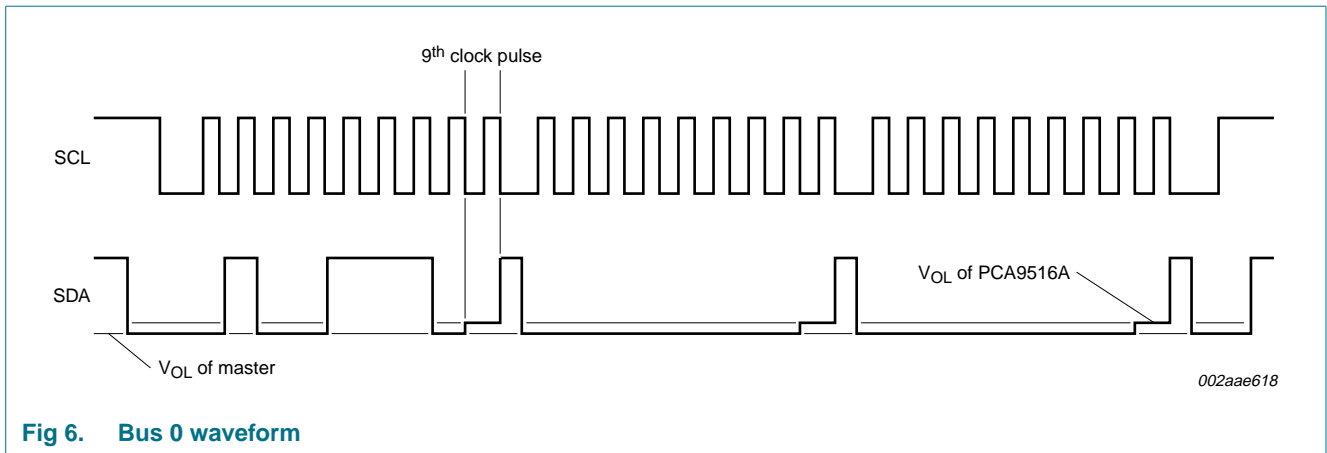 9th clock pulse
SCL
SDA
VOL of PCA9516A
VOL of master
002aae618
Fig 6. Bus 0 waveform